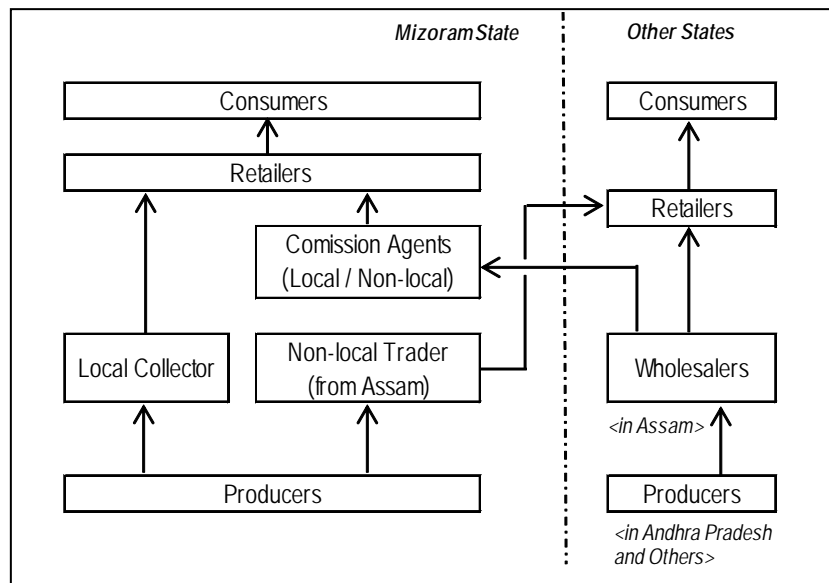 Mizoram State
Other States
Consumers
Retailers
Comission Agents
(Local / Non-local)
Local Collector
Non-local Trader
(from Assam)
Producers
Consumers
Retailers
Wholesalers
<in Assam>
Producers
<in Andhra Pradesh
and Others>